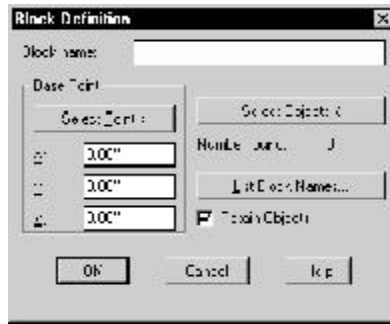 Block Definition
Block name:
Base Point
Select Point <
Select Objects <
X: 0.00"
Number found: 0
Y: 0.00"
List Block Names...
Z: 0.00"
Retain Objects
OK Cancel Help